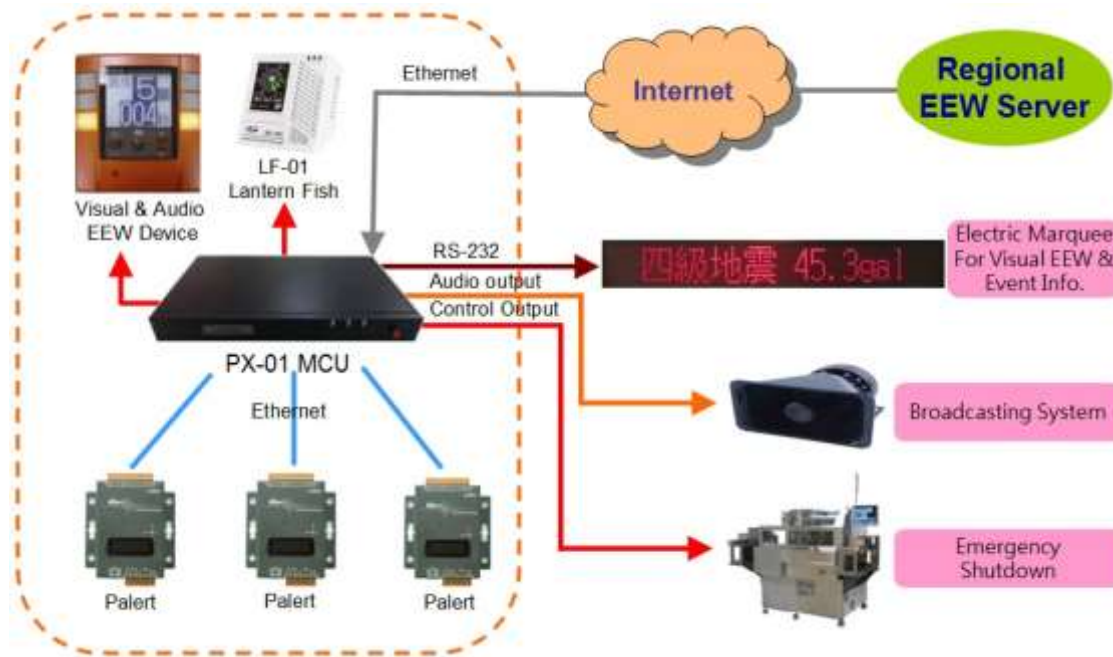 Ethernet
Internet
Regional
EEW Server
5
004
LF-01
Lantern Fish
Visual & Audio
EEW Device
RS-232
四級地震 45.3gal
Electric Marquee
For Visual EEW &
Event Info.
Audio output
Control Output
PX-01 MCU
Ethernet
Broadcasting System
Palert
Palert
Palert
Emergency
Shutdown